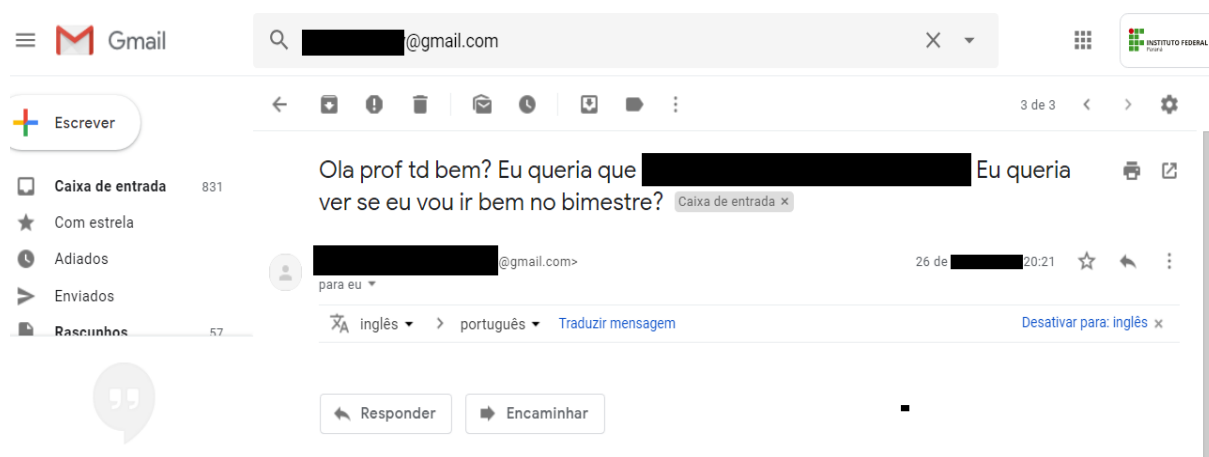 Gmail
@gmail.com
INSTITUTO FEDERAL
Paraná
Escrever
3 de 3
Caixa de entrada 831
Com estrela
Adiados
Enviados
Rascunhos 57
Ola prof td bem? Eu queria que Eu queria
ver se eu vou ir bem no bimestre? Caixa de entrada x
@gmail.com>
26 de 20:21
para eu
inglês > português Traduzir mensagem
Desativar para: inglês x
Responder
Encaminhar